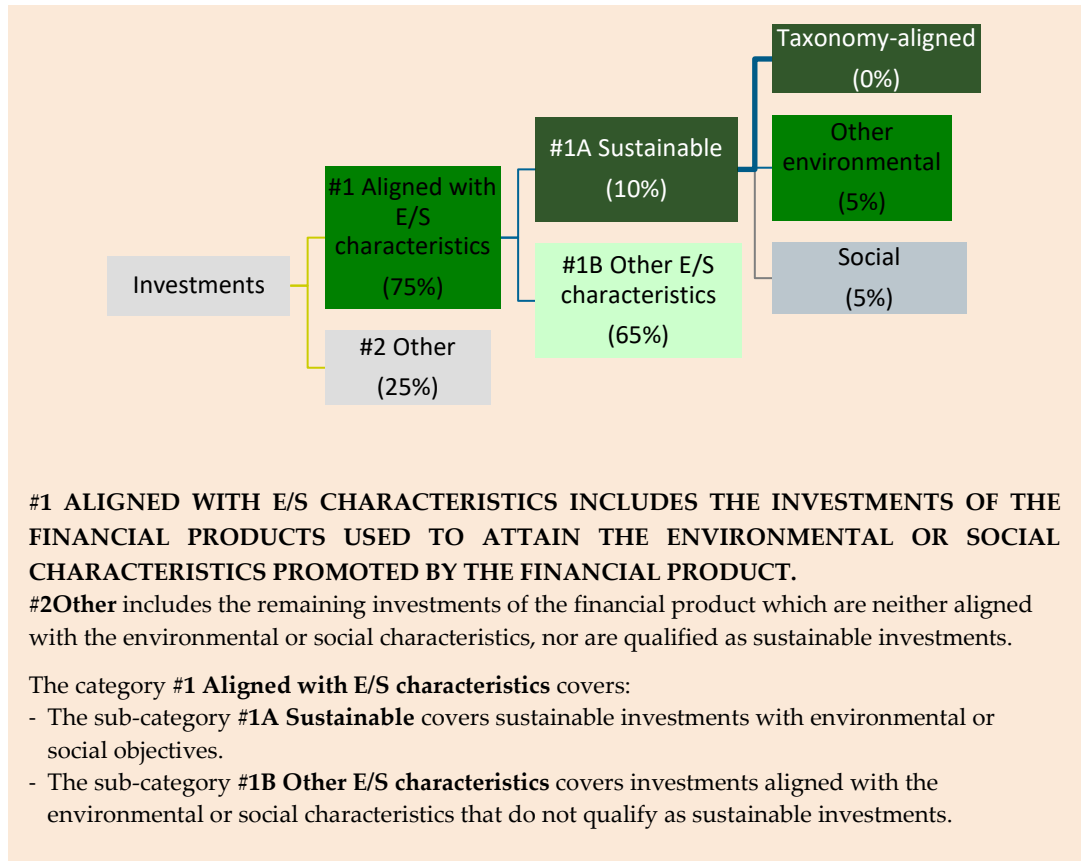 Taxonomy-aligned
(0%)
Other
environmental
(5%)
Social
(5%)
#1A Sustainable
(10%)
#1B Other E/S
characteristics
(65%)
#1 Aligned with
E/S
characteristics
(75%)
#2 Other
(25%)
Investments
#1 ALIGNED WITH E/S CHARACTERISTICS INCLUDES THE INVESTMENTS OF THE
FINANCIAL PRODUCTS USED TO ATTAIN THE ENVIRONMENTAL OR SOCIAL
CHARACTERISTICS PROMOTED BY THE FINANCIAL PRODUCT.
#2Other includes the remaining investments of the financial product which are neither aligned
with the environmental or social characteristics, nor are qualified as sustainable investments.
The category #1 Aligned with E/S characteristics covers:
- The sub-category #1A Sustainable covers sustainable investments with environmental or
social objectives.
- The sub-category #1B Other E/S characteristics covers investments aligned with the
environmental or social characteristics that do not qualify as sustainable investments.